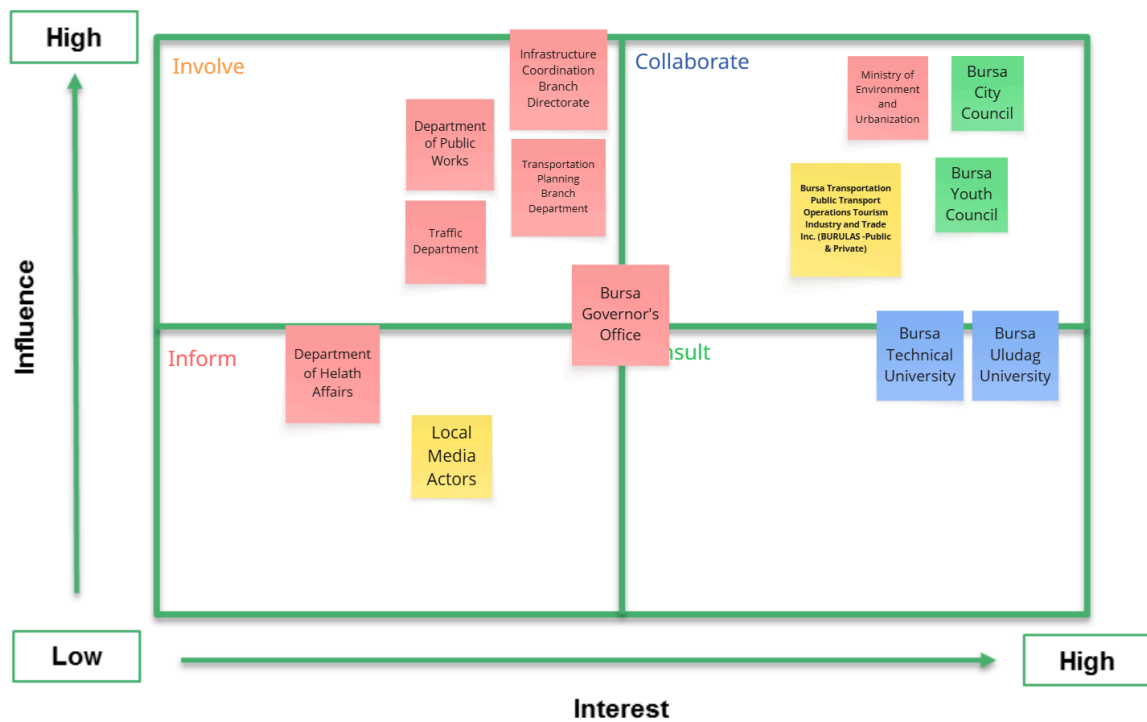 High
Involve
Infrastructure
Coordination
Branch
Directorate
Department
of Public
Works
Transportation
Planning
Branch
Department
Traffic
Department
Collaborate
Ministry of
Environment
and
Urbanization
Bursa
City
Council
Bursa Transportation
Public Transport
Operations Tourism
Industry and Trade
Inc. (BURULAS -Public
& Private)
Bursa
Youth
Council
Bursa
Governor's
Office
Influence
Inform
Department
of Helath
Affairs
Local
Media
Actors
nsult
Bursa
Technical
University
Bursa
Uludag
University
Low
High
Interest